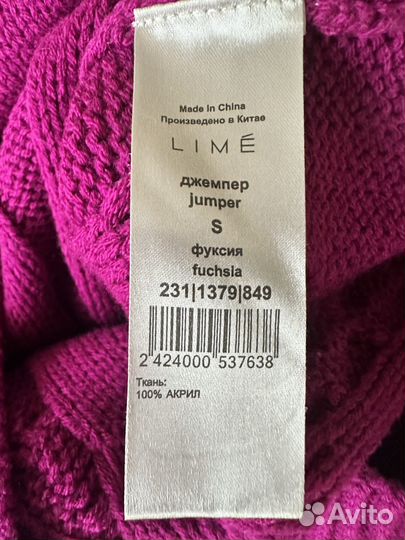 Made in China
Произведено в Китае
LIMÉ
джемпер
jumper
S
фуксия
fuchsia
231|1379|849
2 424000 537638
Ткань:
100% АКРИЛ
Avito